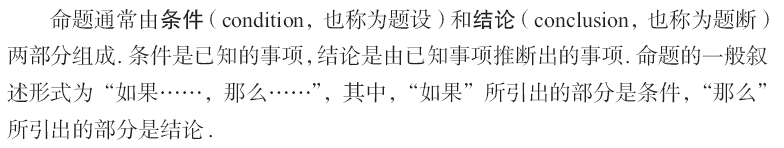 命题通常由条件（condition，也称为题设）和结论（conclusion，也称为题断）
两部分组成．条件是已知的事项，结论是由已知事项推断出的事项．命题的一般叙
述形式为“如果……，那么……”，其中，“如果”所引出的部分是条件，“那么”
所引出的部分是结论．